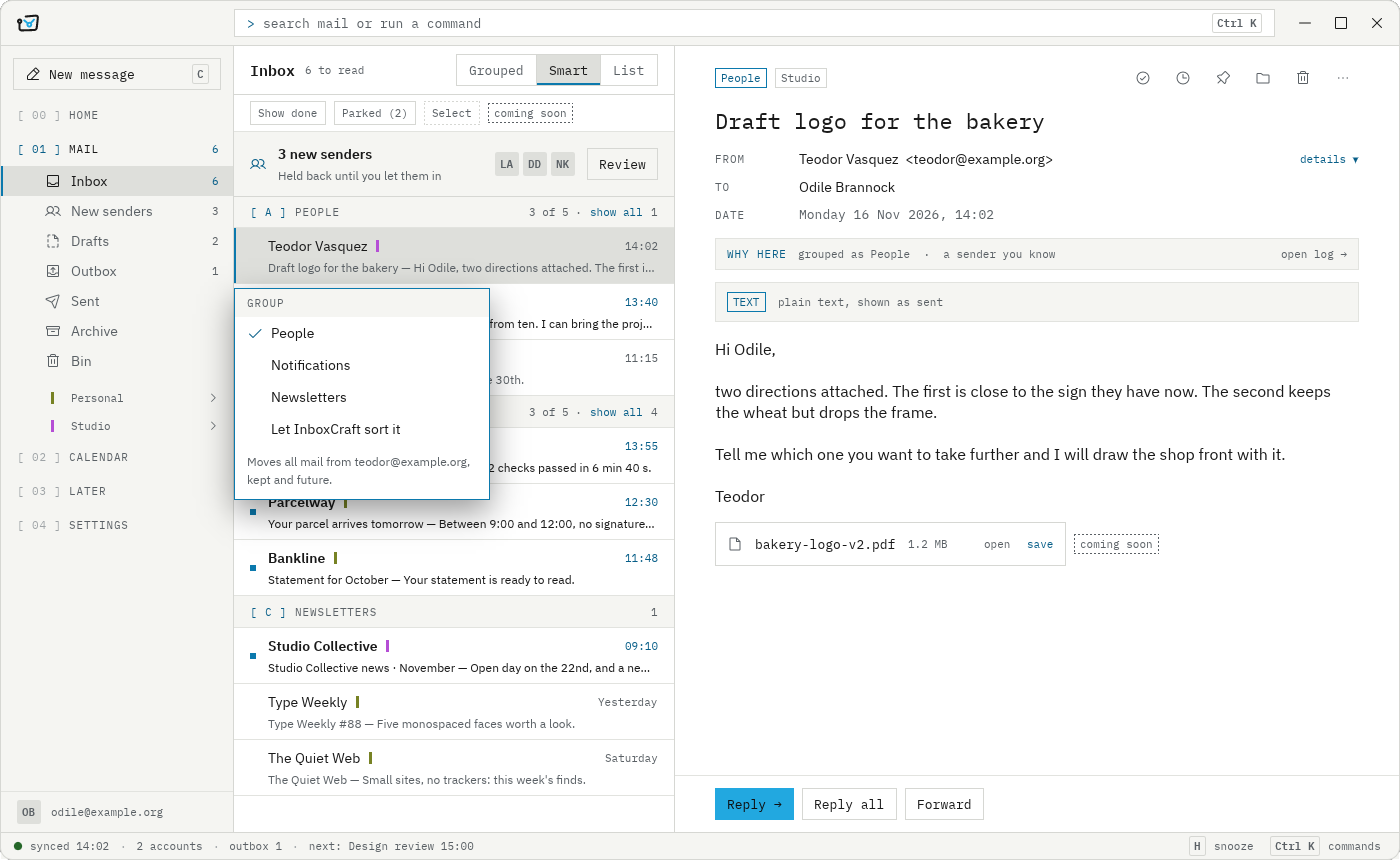 > search mail or run a command Ctrl K
New message C
[ 00 ] HOME
[ 01 ] MAIL 6
Inbox 6
New senders 3
Drafts 2
Outbox 1
Sent
Archive
Bin
Personal
Studio
[ 02 ] CALENDAR
[ 03 ] LATER
[ 04 ] SETTINGS
OB odile@example.org
Inbox 6 to read Grouped Smart List
Show done Parked (2) Select coming soon
3 new senders
Held back until you let them in
LA DD NK Review
[ A ] PEOPLE 3 of 5 · show all 1
Teodor Vasquez 14:02
Draft logo for the bakery — Hi Odile, two directions attached. The first i…
13:40
from ten. I can bring the proj…
11:15
30th.
3 of 5 · show all 4
13:55
2 checks passed in 6 min 40 s.
GROUP
People
Notifications
Newsletters
Let InboxCraft sort it
Moves all mail from teodor@example.org,
kept and future.
Parcelway 12:30
Your parcel arrives tomorrow — Between 9:00 and 12:00, no signature…
Bankline 11:48
Statement for October — Your statement is ready to read.
[ C ] NEWSLETTERS 1
Studio Collective 09:10
Studio Collective news · November — Open day on the 22nd, and a ne…
Type Weekly Yesterday
Type Weekly #88 — Five monospaced faces worth a look.
The Quiet Web Saturday
The Quiet Web — Small sites, no trackers: this week's finds.
People Studio
Draft logo for the bakery
FROM Teodor Vasquez <teodor@example.org> details ▾
TO Odile Brannock
DATE Monday 16 Nov 2026, 14:02
WHY HERE grouped as People · a sender you know open log →
TEXT plain text, shown as sent
Hi Odile,
two directions attached. The first is close to the sign they have now. The second keeps
the wheat but drops the frame.
Tell me which one you want to take further and I will draw the shop front with it.
Teodor
bakery-logo-v2.pdf 1.2 MB open save coming soon
Reply → Reply all Forward
synced 14:02 · 2 accounts · outbox 1 · next: Design review 15:00 H snooze Ctrl K commands